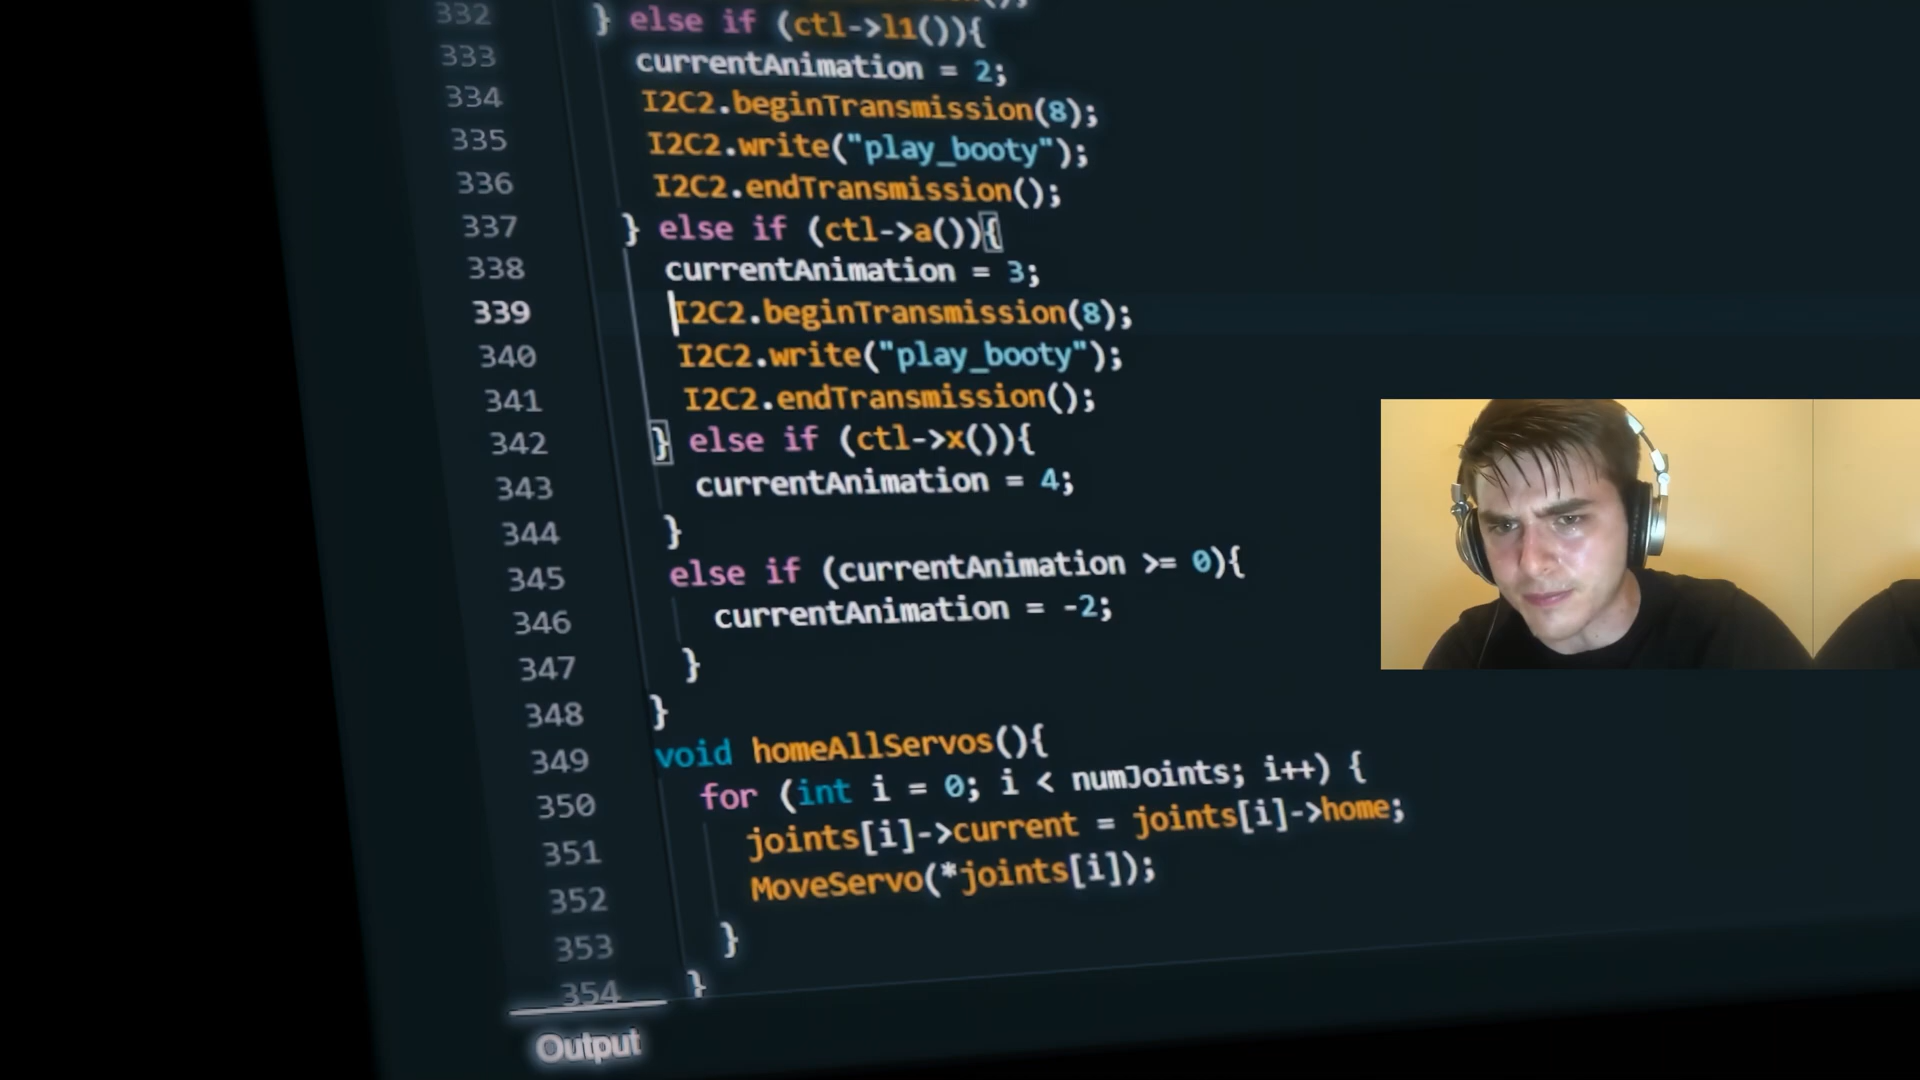 332 } else if (ctl->l1()){
333 currentAnimation = 2;
334 I2C2.beginTransmission(8);
335 I2C2.write("play_booty");
336 I2C2.endTransmission();
337 } else if (ctl->a()){
338 currentAnimation = 3;
339 I2C2.beginTransmission(8);
340 I2C2.write("play_booty");
341 I2C2.endTransmission();
342 } else if (ctl->x()){
343 currentAnimation = 4;
344 }
345 else if (currentAnimation >= 0){
346 currentAnimation = -2;
347 }
348 }
349 void homeAllServos(){
350 for (int i = 0; i < numJoints; i++) {
351 joints[i]->current = joints[i]->home;
352 MoveServo(*joints[i]);
353 }
354 }
Output